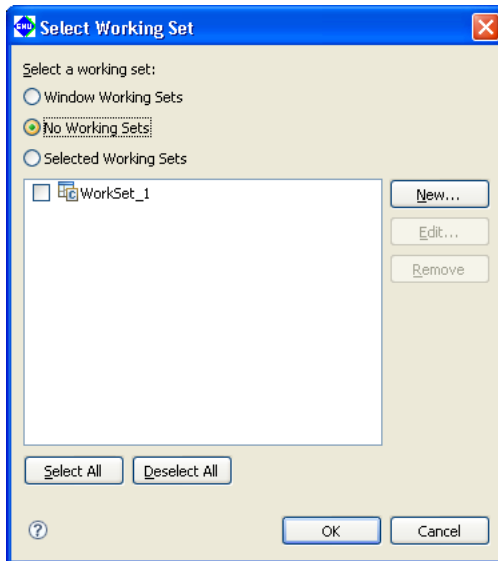 GNU Select Working Set
Select a working set:
Window Working Sets
No Working Sets
Selected Working Sets
WorkSet_1
New...
Edit...
Remove
Select All Deselect All
? OK Cancel